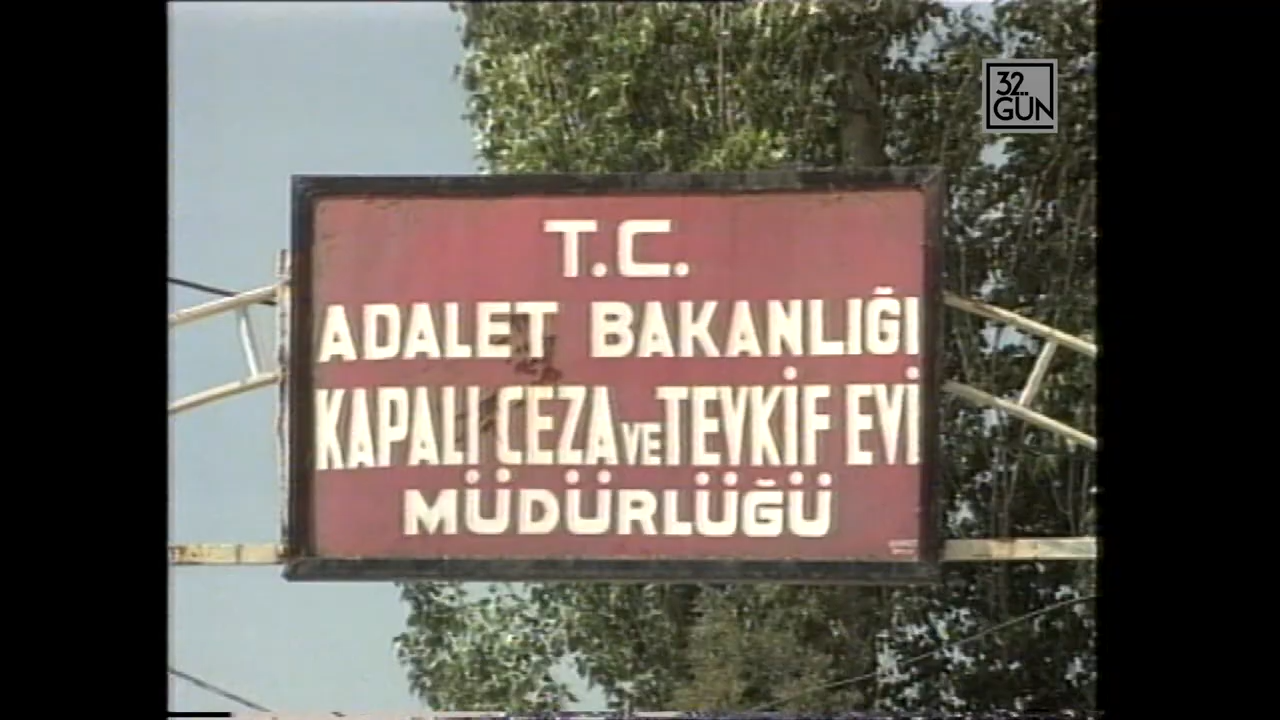 32.
GÜN
T.C.
ADALET BAKANLIĞI
KAPALI CEZA VE TEVKİF EVİ
MÜDÜRLÜĞÜ